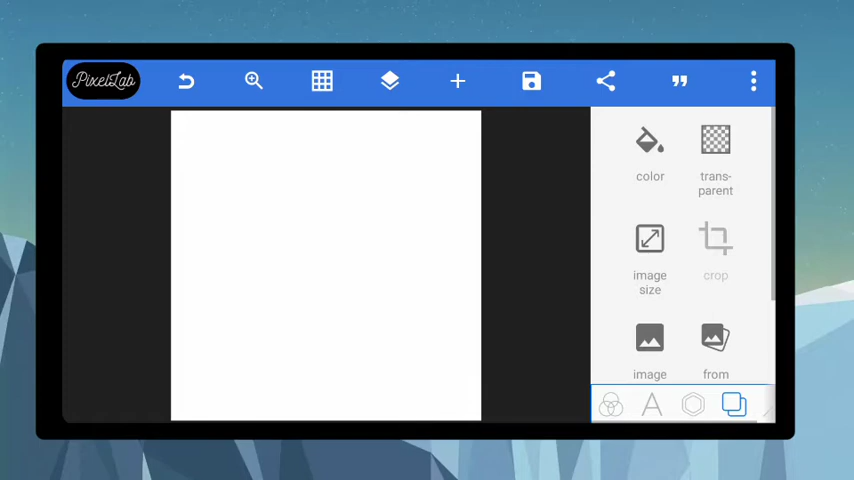 PixelLab
color
trans-
parent
image
size
crop
image
from